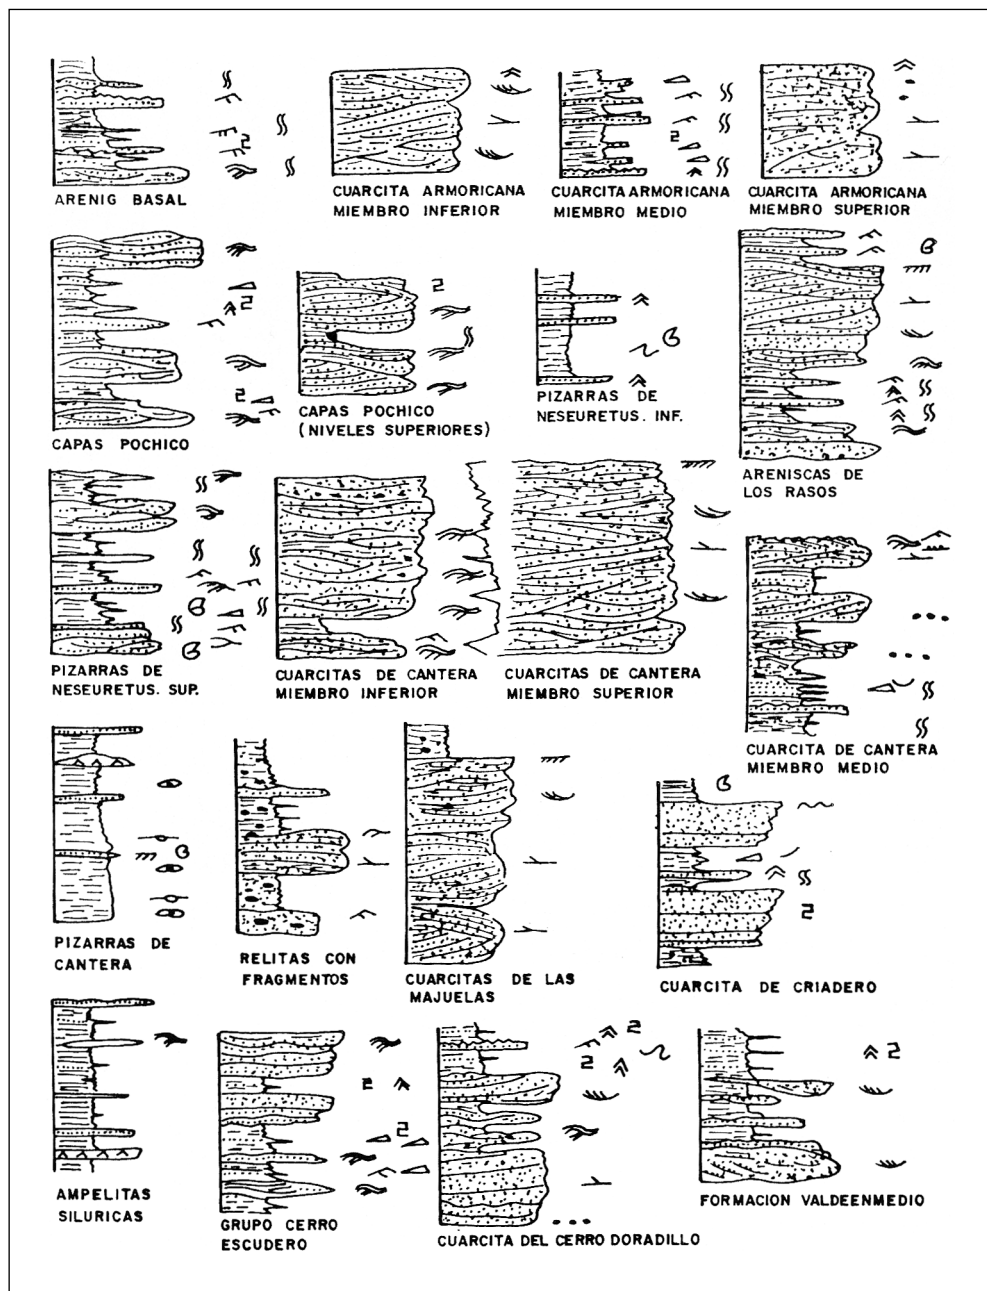 ARENIG BASAL
CUARCITA ARMORICANA
MIEMBRO INFERIOR
CUARCITA ARMORICANA
MIEMBRO MEDIO
CUARCITA ARMORICANA
MIEMBRO SUPERIOR
CAPAS POCHICO
CAPAS POCHICO
(NIVELES SUPERIORES)
PIZARRAS DE
NESEURETUS. INF.
ARENISCAS DE
LOS RASOS
PIZARRAS DE
NESEURETUS. SUP.
CUARCITAS DE CANTERA
MIEMBRO INFERIOR
CUARCITAS DE CANTERA
MIEMBRO SUPERIOR
CUARCITA DE CANTERA
MIEMBRO MEDIO
PIZARRAS DE
CANTERA
RELITAS CON
FRAGMENTOS
CUARCITAS DE LAS
MAJUELAS
CUARCITA DE CRIADERO
AMPELITAS
SILURICAS
GRUPO CERRO
ESCUDERO
CUARCITA DEL CERRO DORADILLO
FORMACION VALDEENMEDIO